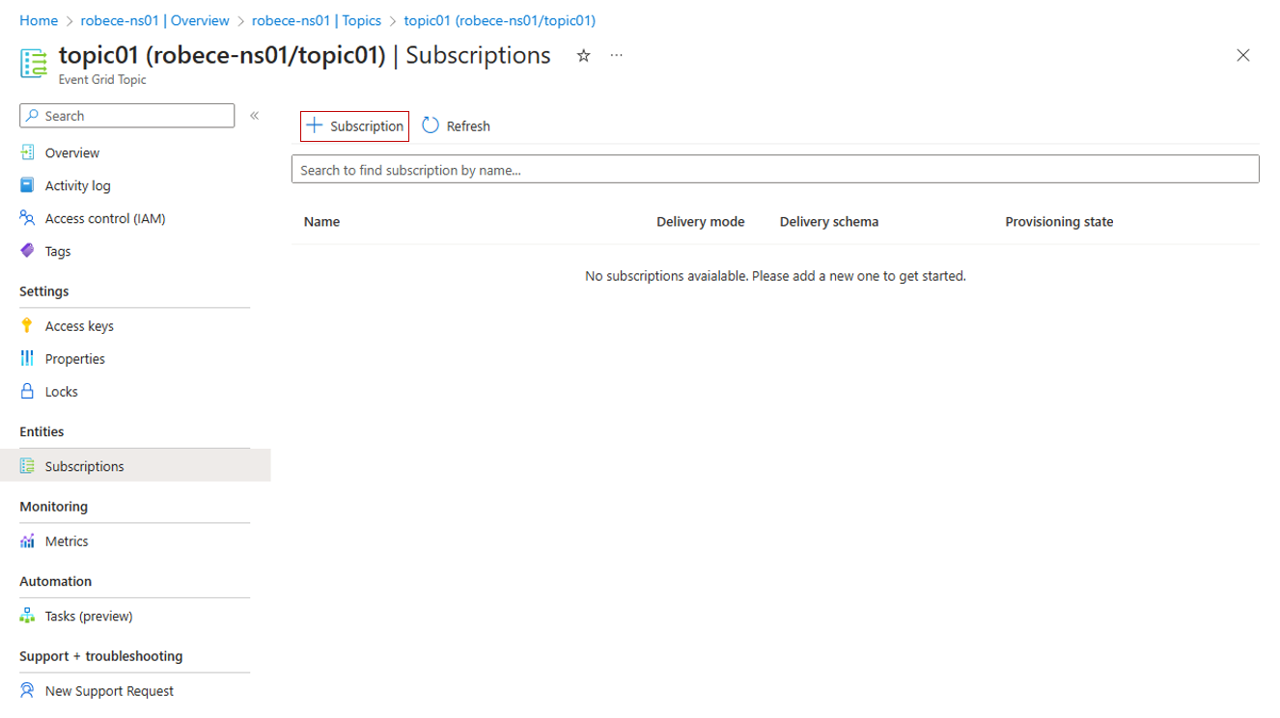 Home > robece-ns01 | Overview > robece-ns01 | Topics > topic01 (robece-ns01/topic01)
topic01 (robece-ns01/topic01) | Subscriptions ...
Event Grid Topic
Search «
Overview
Activity log
Access control (IAM)
Tags
Settings
Access keys
Properties
Locks
Entities
Subscriptions
Monitoring
Metrics
Automation
Tasks (preview)
Support + troubleshooting
New Support Request
+ Subscription Refresh
Search to find subscription by name...
Name Delivery mode Delivery schema Provisioning state
No subscriptions avaialable. Please add a new one to get started.